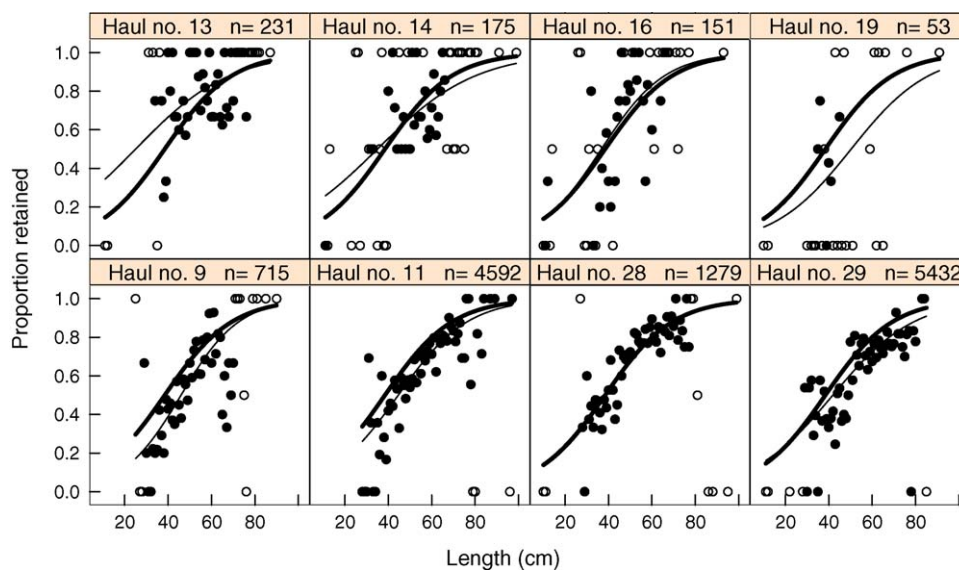 Haul no. 13 n= 231
Haul no. 14 n= 175
Haul no. 16 n= 151
Haul no. 19 n= 53
1.0
0.8
0.6
0.4
0.2
0.0
Haul no. 9 n= 715
Haul no. 11 n= 4592
Haul no. 28 n= 1279
Haul no. 29 n= 5432
1.0
0.8
0.6
0.4
0.2
0.0
Proportion retained
20 40 60 80
20 40 60 80
20 40 60 80
20 40 60 80
Length (cm)